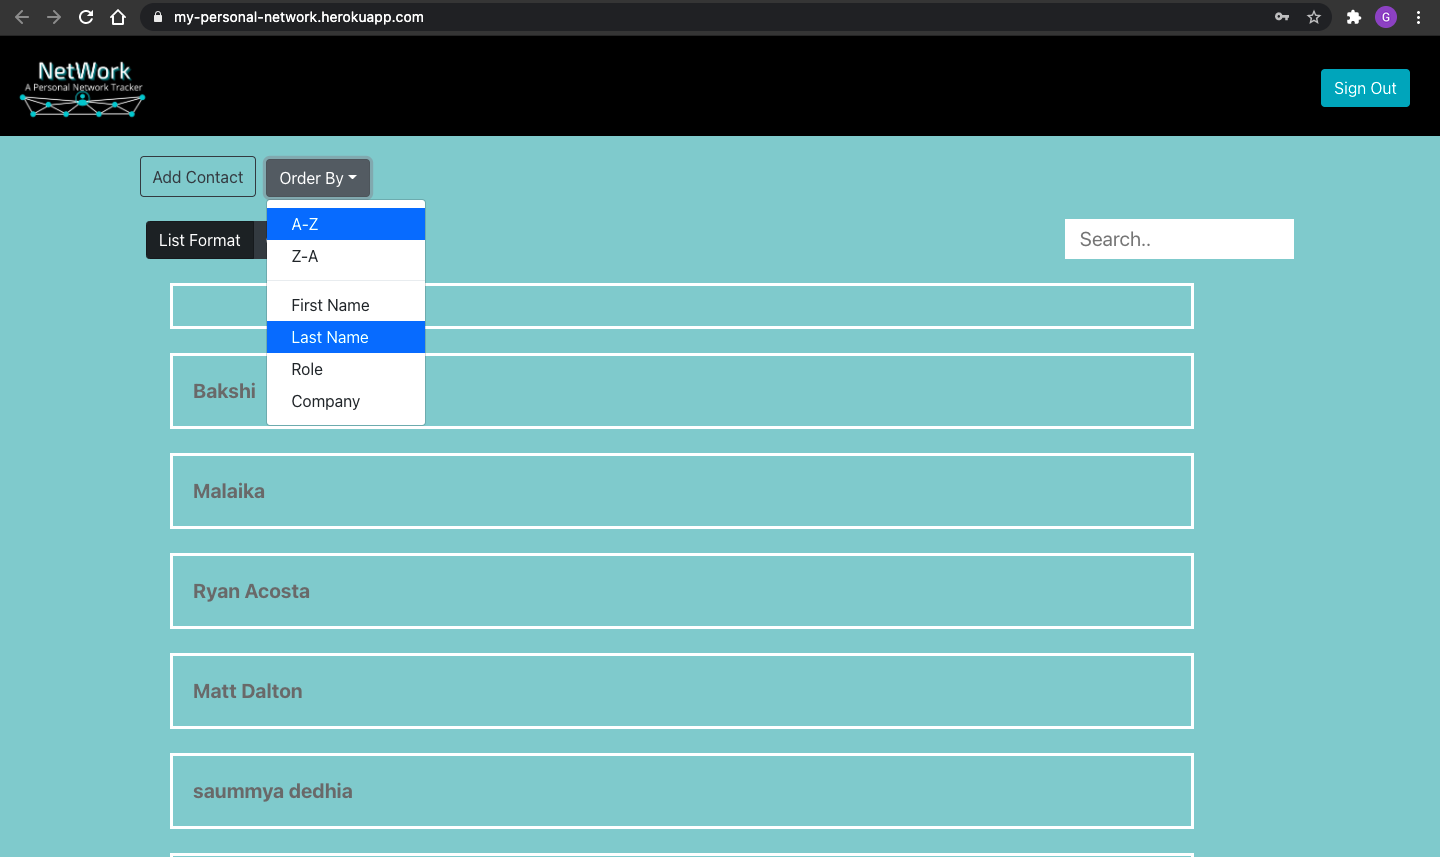 my-personal-network.herokuapp.com
G
NetWork
A Personal Network Tracker
Sign Out
Add Contact
Order By
A-Z
Z-A
First Name
Last Name
Role
Company
List Format
Search..
Bakshi
Malaika
Ryan Acosta
Matt Dalton
saummya dedhia